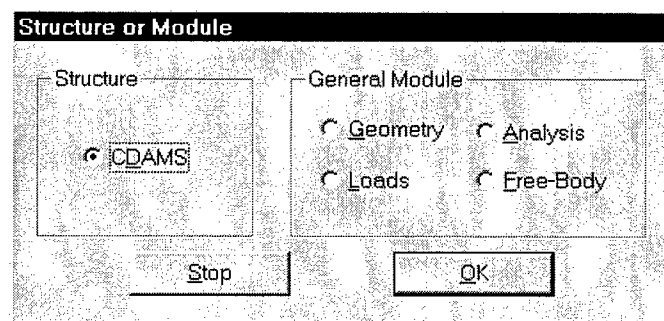 Structure or Module
Structure
General Module
CDAMS
Geometry
Analysis
Loads
Free-Body
Stop
OK